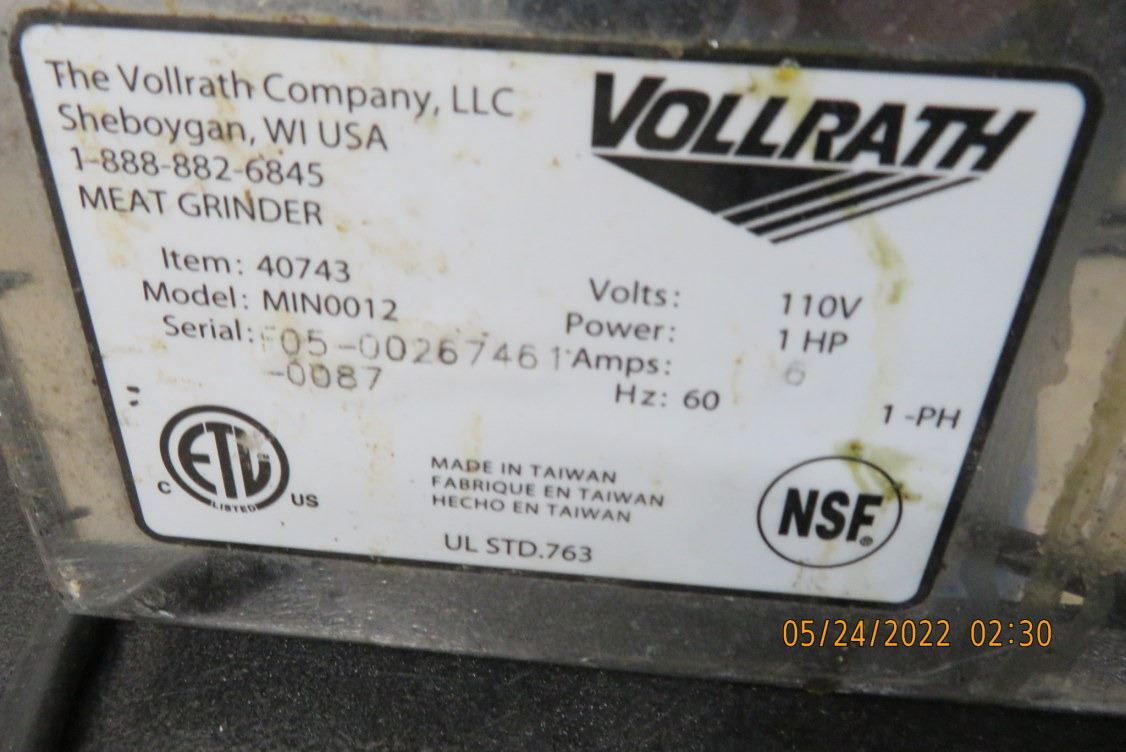 The Vollrath Company, LLC
Sheboygan, WI USA
1-888-882-6845
MEAT GRINDER
VOLLRATH
Item: 40743
Model: MIN0012
Serial: F05-00267461
-0087
Volts: 110V
Power: 1 HP
Amps: 6
Hz: 60
1 -PH
ETL
LISTED
C US
MADE IN TAIWAN
FABRIQUE EN TAIWAN
HECHO EN TAIWAN
UL STD.763
NSF®
05/24/2022 02:30